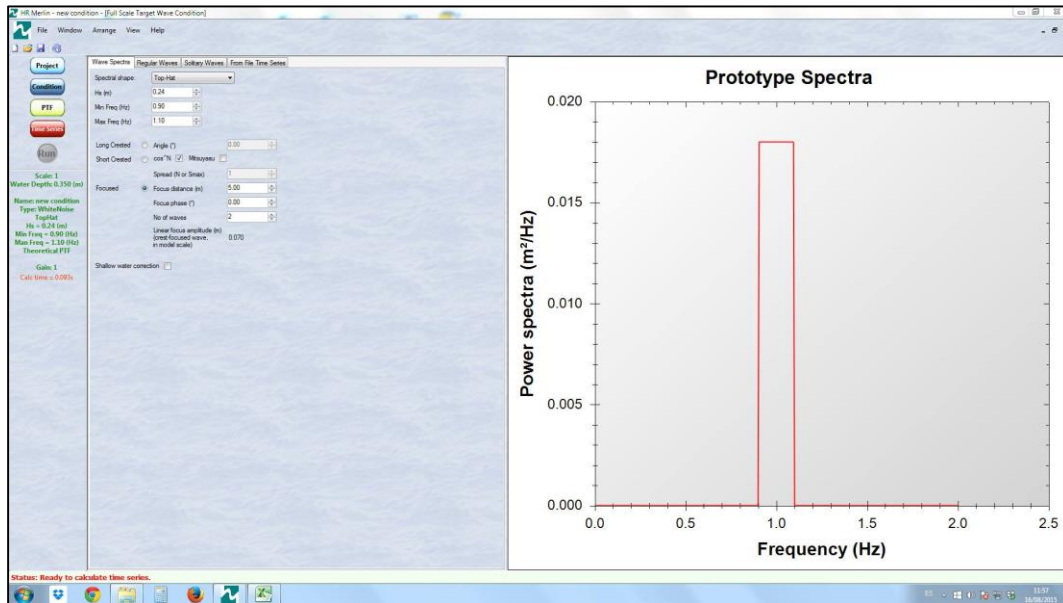 HR Merlin - new condition - [Full Scale Target Wave Condition]
File Window Arrange View Help
Project
Condition
PTF
Time Series
Run
Scale: 1
Water Depth: 0.350 (m)
Name: new condition
Type: WhiteNoise
TopHat
Hs = 0.24 (m)
Min Freq = 0.90 (Hz)
Max Freq = 1.10 (Hz)
Theoretical PTF
Gain: 1
Calc time = 0.003s
Wave Spectra Regular Waves Solitary Waves From File Time Series
Spectral shape Top Hat
Hs (m) 0.24
Min Freq (Hz) 0.90
Max Freq (Hz) 1.10
Long Crested Angle (°) 0.00
Short Crested cos^N Mitsuyasu
Spread (N or Smax) 1
Focused Focus distance (m) 5.00
Focus phase (°) 0.00
No of waves 2
Linear focus amplitude (m)
(crest-focused wave, 0.070
in model scale)
Shallow water correction
Prototype Spectra
Power spectra (m²/Hz)
0.020
0.015
0.010
0.005
0.000
0.0 0.5 1.0 1.5 2.0 2.5
Frequency (Hz)
Status: Ready to calculate time series.
ES 11:57
16/08/2015